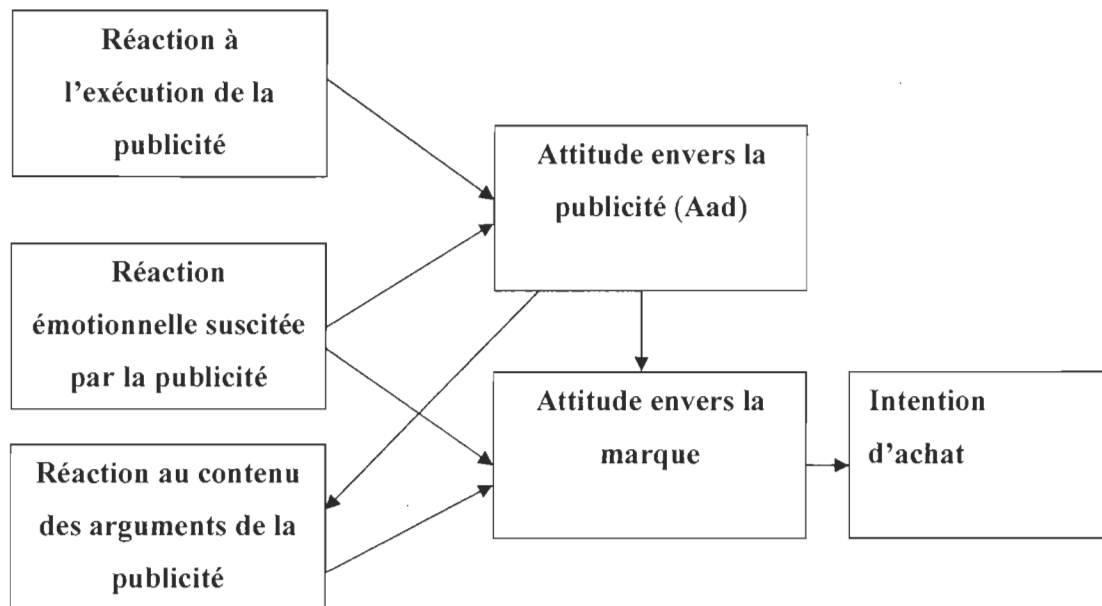 Réaction à
l'exécution de la
publicité
Attitude envers la
publicité (Aad)
Réaction
émotionnelle suscitée
par la publicité
Attitude envers la
marque
Intention
d'achat
Réaction au contenu
des arguments de la
publicité